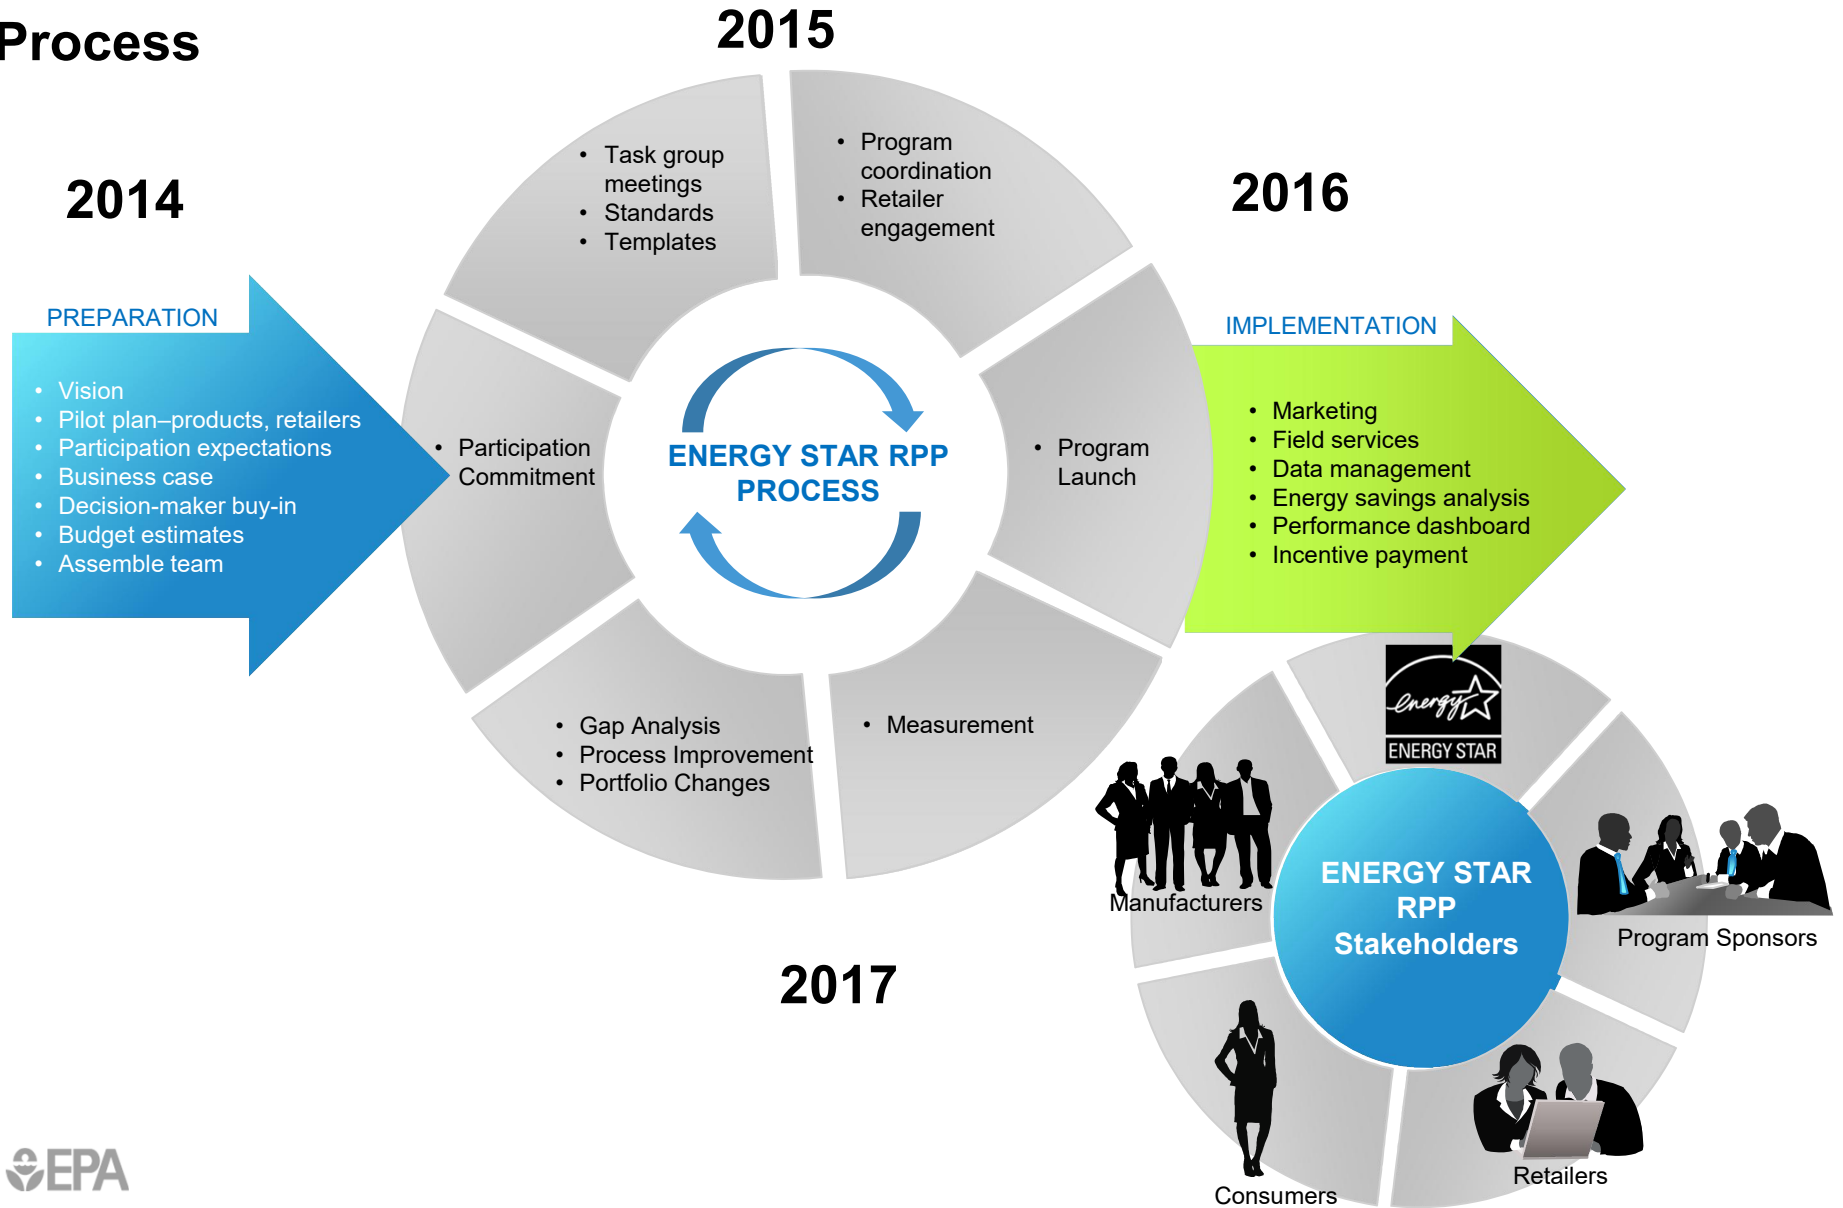 Process
2015
2014
2016
PREPARATION
• Vision
• Pilot plan–products, retailers
• Participation expectations
• Business case
• Decision-maker buy-in
• Budget estimates
• Assemble team
• Participation
Commitment
• Task group
meetings
• Standards
• Templates
• Program
coordination
• Retailer
engagement
• Program
Launch
• Measurement
• Gap Analysis
• Process Improvement
• Portfolio Changes
ENERGY STAR RPP
PROCESS
IMPLEMENTATION
• Marketing
• Field services
• Data management
• Energy savings analysis
• Performance dashboard
• Incentive payment
2017
energy
ENERGY STAR
Manufacturers
ENERGY STAR
RPP
Stakeholders
Program Sponsors
Consumers
Retailers
EPA